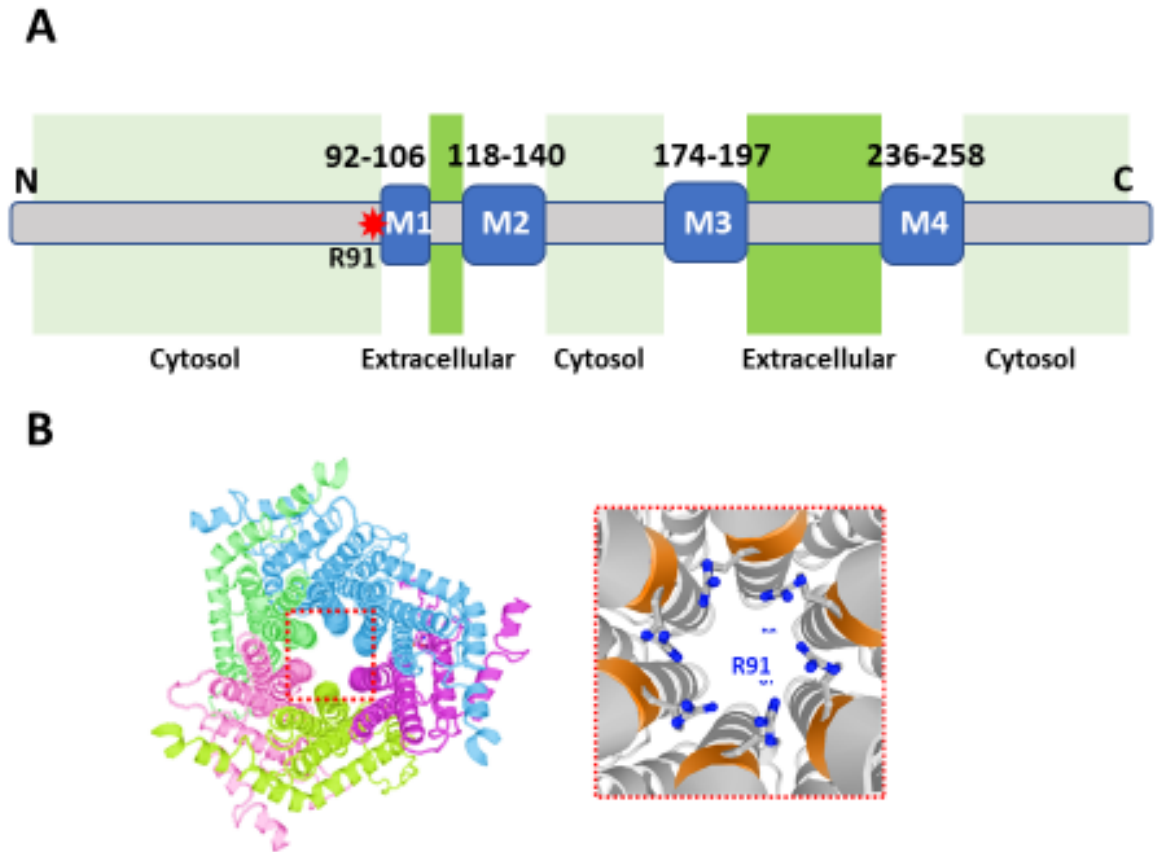 A
92-106 118-140 174-197 236-258
N C
M1 M2 M3 M4
R91
Cytosol Extracellular Cytosol Extracellular Cytosol
B
R91